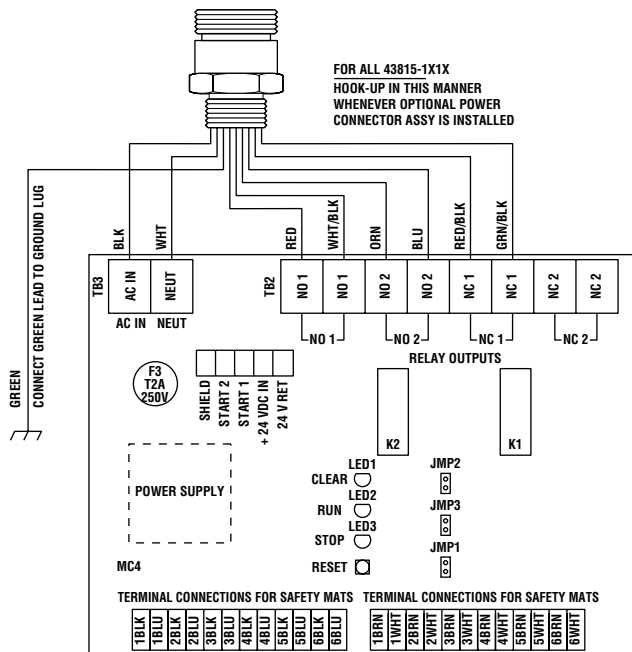 FOR ALL 43815-1X1X
HOOK-UP IN THIS MANNER
WHENEVER OPTIONAL POWER
CONNECTOR ASSY IS INSTALLED
GREEN
CONNECT GREEN LEAD TO GROUND LUG
BLK
WHT
RED
WHT/BLK
ORN
BLU
RED/BLK
GRN/BLK
TB3
AC IN
NEUT
TB2
NO 1
NO 1
NO 2
NO 2
NC 1
NC 1
NC 2
NC 2
AC IN NEUT
NO 1
NO 2
NC 1
NC 2
RELAY OUTPUTS
F3
T2A
250V
SHIELD
START 2
START 1
+ 24 VDC IN
24 V RET
K2
K1
POWER SUPPLY
LED1
CLEAR
LED2
RUN
LED3
STOP
RESET
JMP2
JMP3
JMP1
MC4
TERMINAL CONNECTIONS FOR SAFETY MATS
1BLK
1BLU
2BLK
2BLU
3BLK
3BLU
4BLK
4BLU
5BLK
5BLU
6BLK
6BLU
TERMINAL CONNECTIONS FOR SAFETY MATS
1BRN
1WHT
2BRN
2WHT
3BRN
3WHT
4BRN
4WHT
5BRN
5WHT
6BRN
6WHT